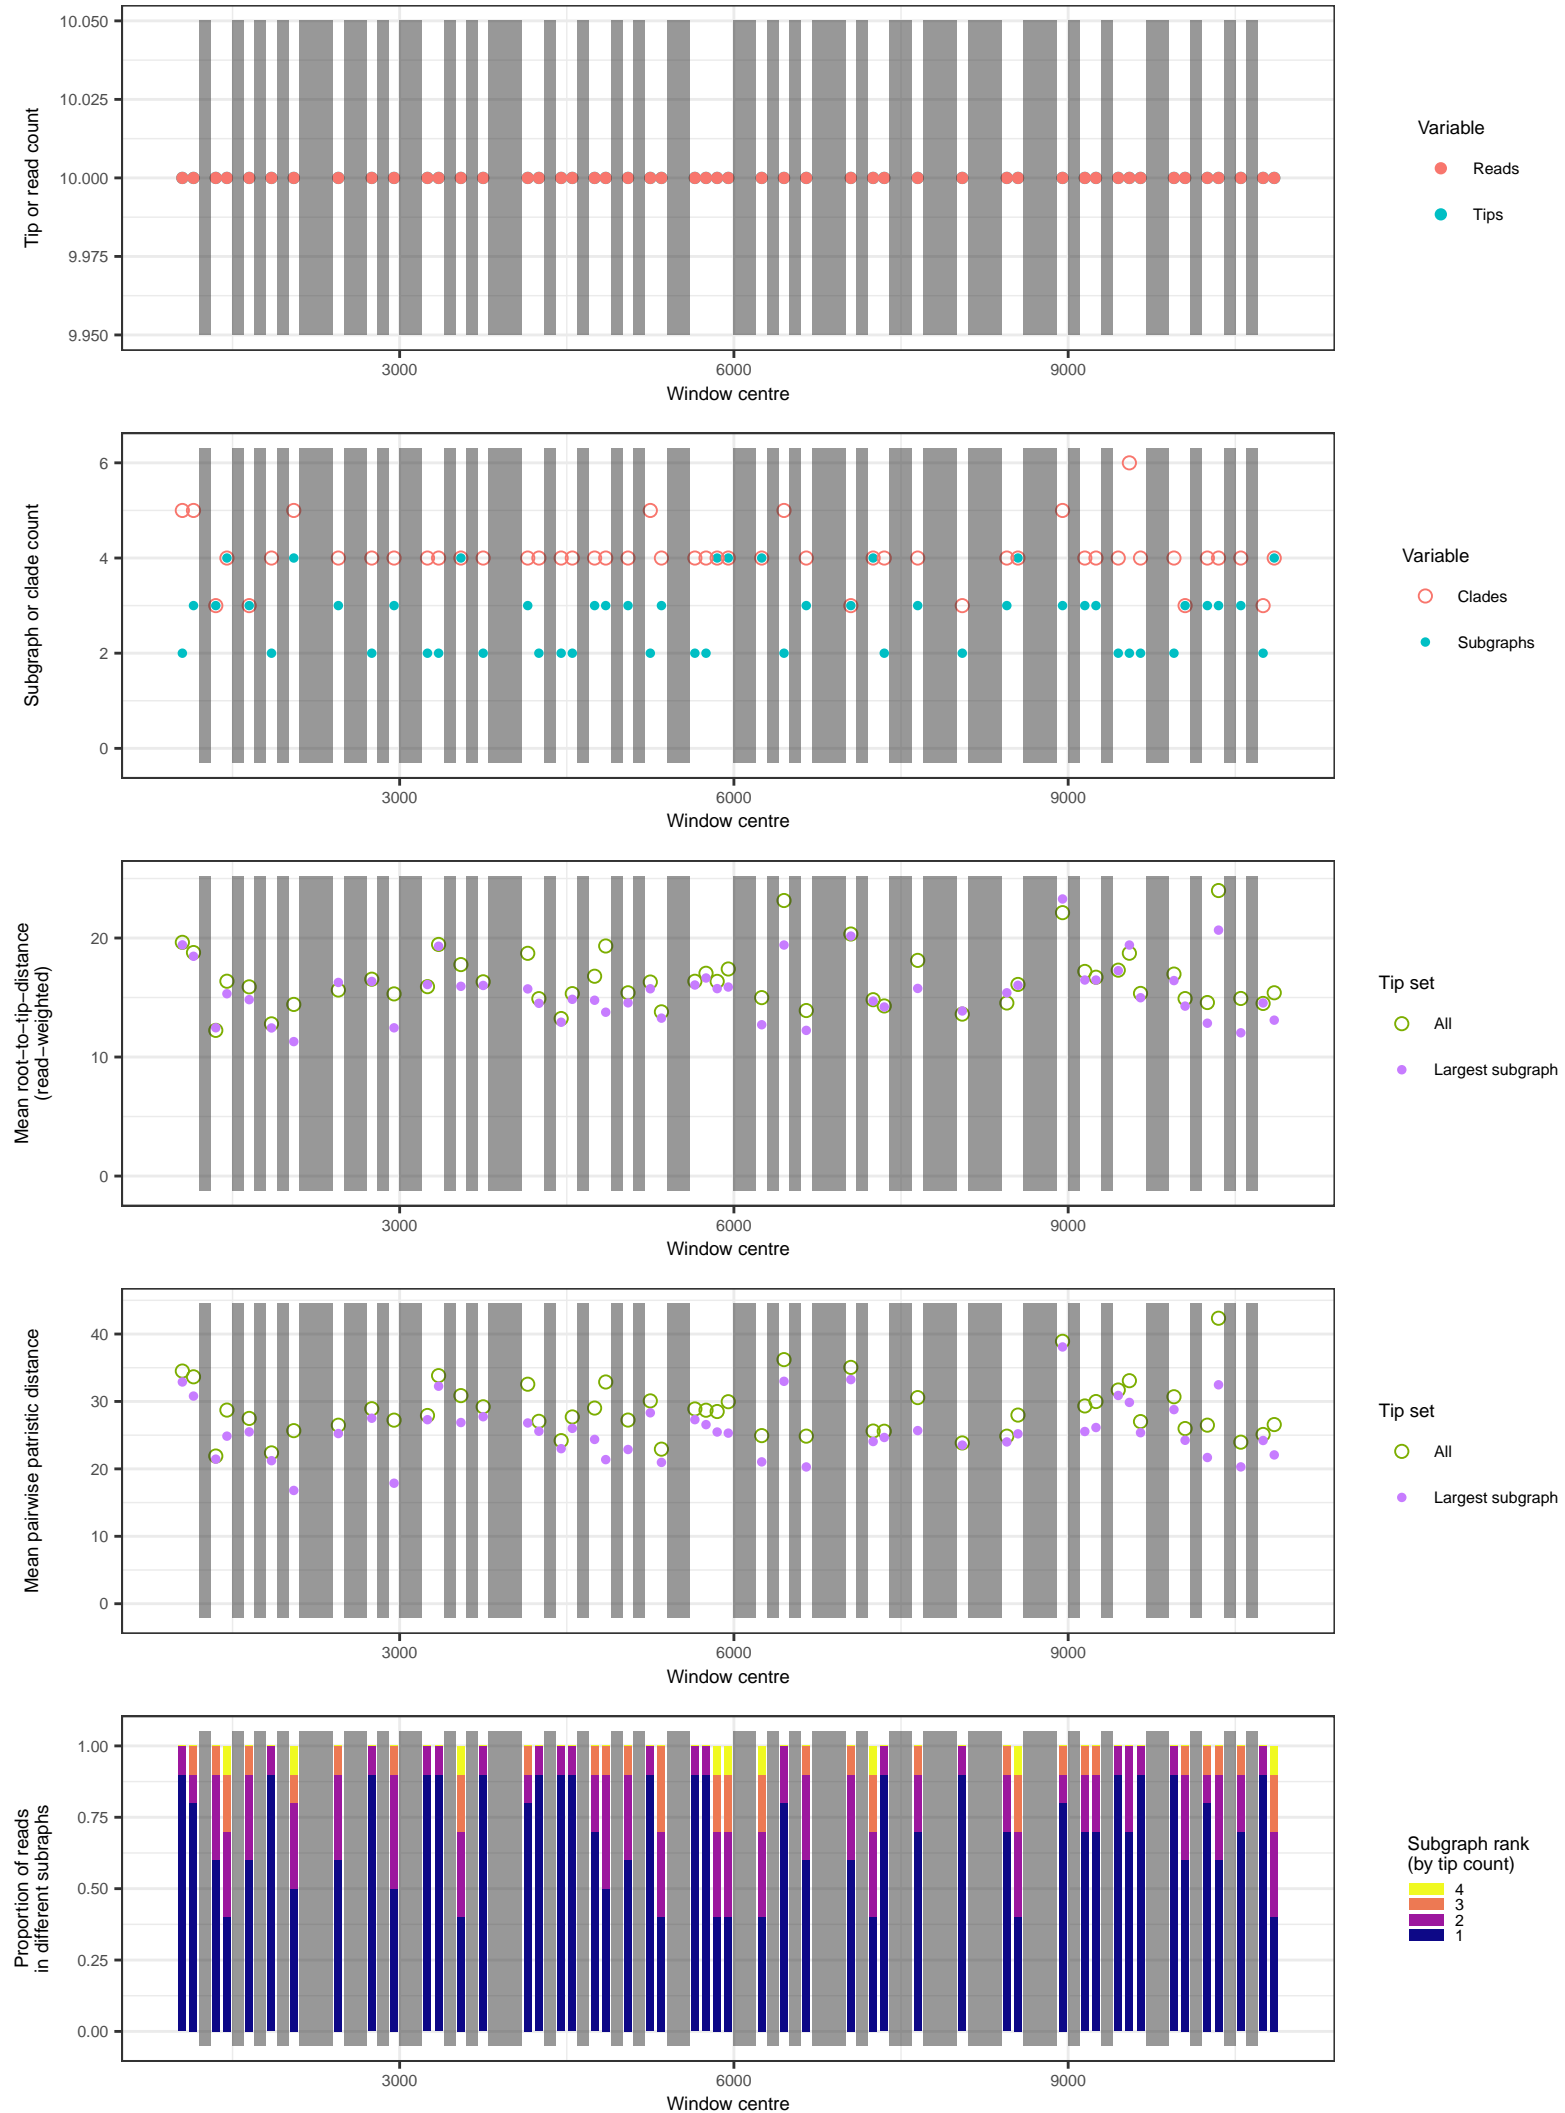 10.050
10.025
10.000
9.975
9.950
Tip or read count
3000 6000 9000
Window centre
Variable
Reads
Tips
6
4
2
0
Subgraph or clade count
3000 6000 9000
Window centre
Variable
Clades
Subgraphs
20
10
0
Mean root−to−tip−distance
(read−weighted)
3000 6000 9000
Window centre
Tip set
All
Largest subgraph
40
30
20
10
0
Mean pairwise patristic distance
3000 6000 9000
Window centre
Tip set
All
Largest subgraph
1.00
0.75
0.50
0.25
0.00
Proportion of reads
in different subraphs
3000 6000 9000
Window centre
Subgraph rank
(by tip count)
4
3
2
1